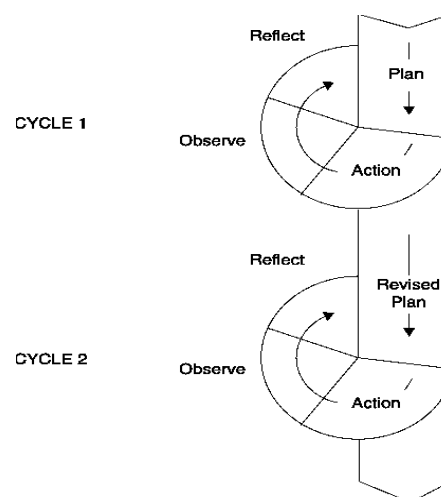 Reflect
Plan
CYCLE 1
Observe
Action
Reflect
Revised
Plan
CYCLE 2
Observe
Action